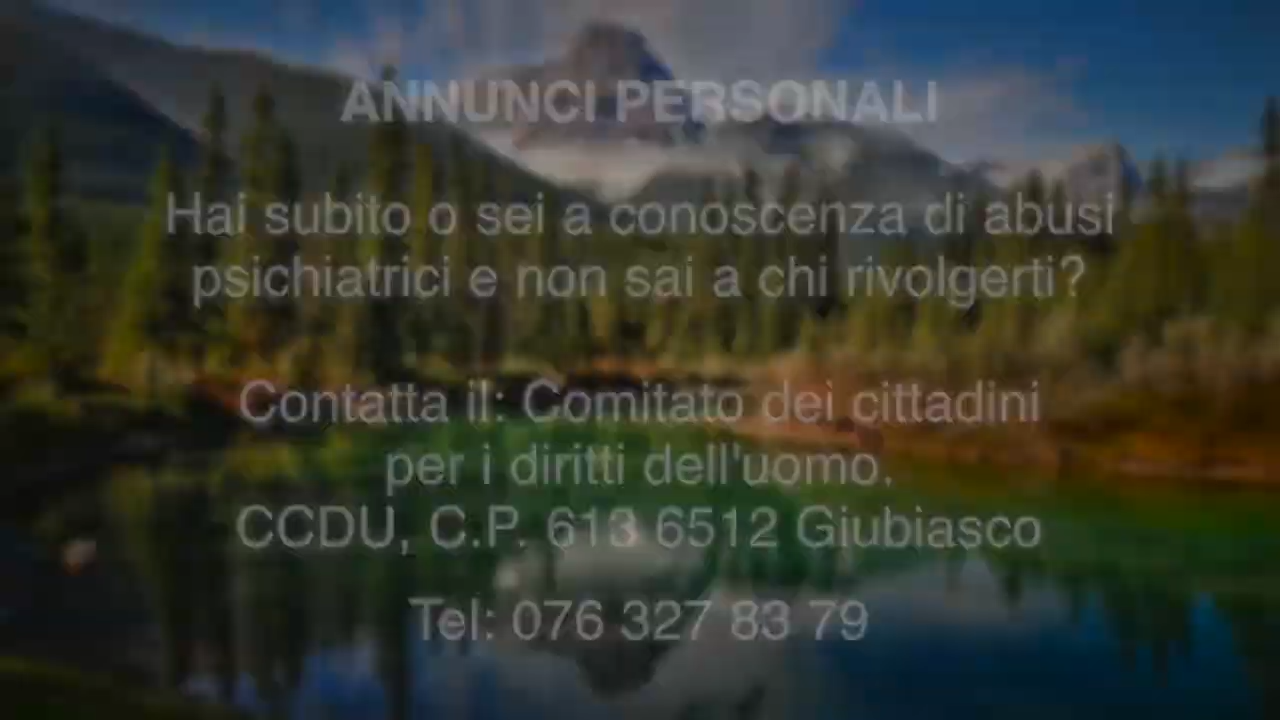 ANNUNCI PERSONALI
Hai subito o sei a conoscenza di abusi
psichiatrici e non sai a chi rivolgerti?
Contatta il: Comitato dei cittadini
per i diritti dell'uomo.
CCDU, C.P. 613 6512 Giubiasco
Tel: 076 327 83 79